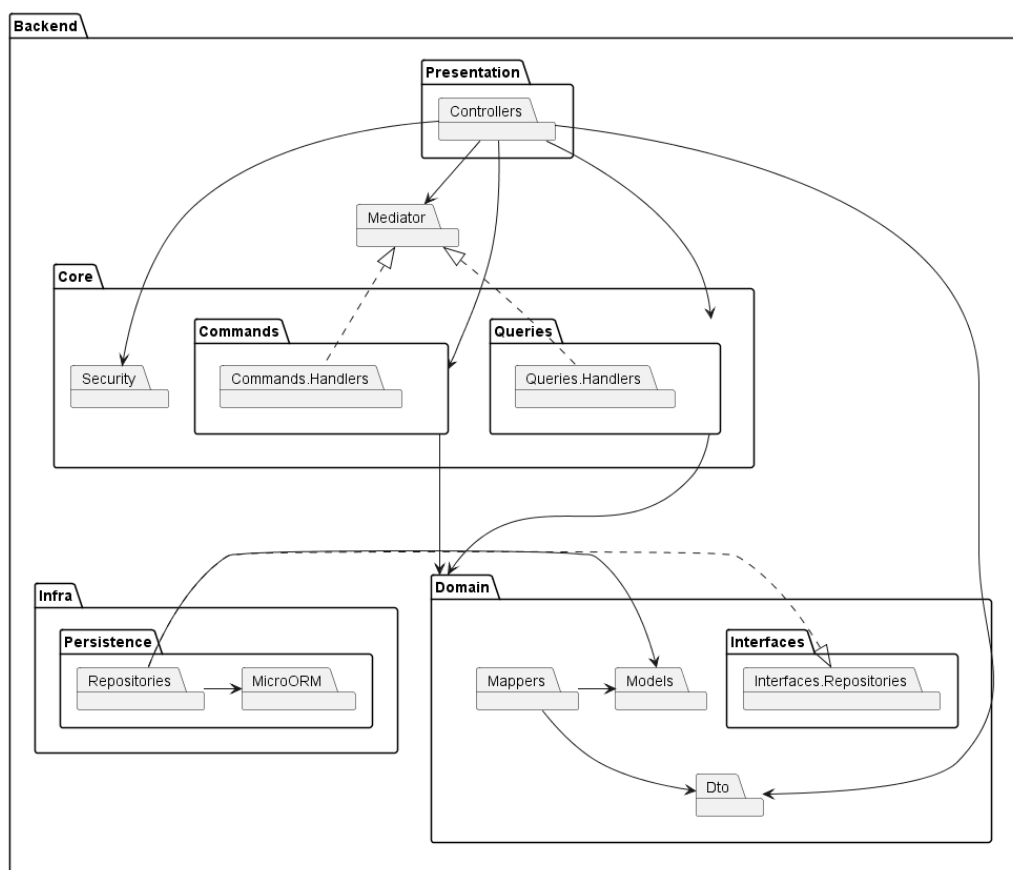 Backend
Presentation
Controllers
Mediator
Core
Commands
Queries
Security
Commands.Handlers
Queries.Handlers
Domain
Infra
Persistence
Interfaces
Repositories
MicroORM
Mappers
Models
Interfaces.Repositories
Dto